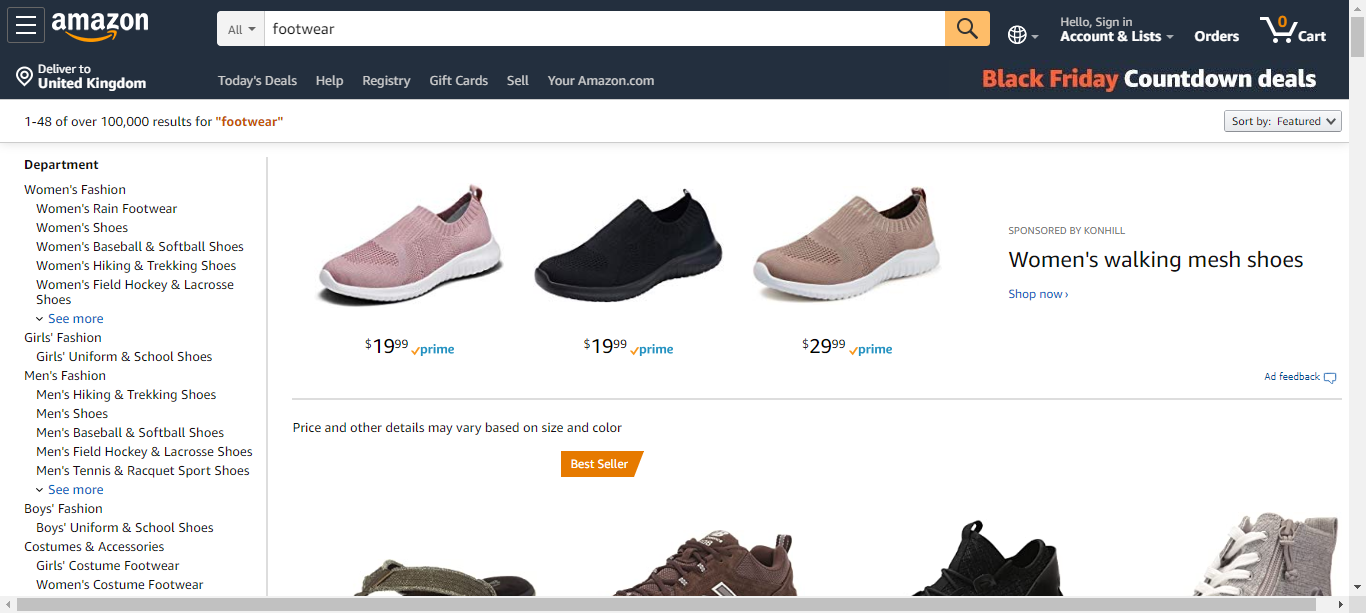 amazon
All
footwear
Hello, Sign in
Account & Lists
Orders
0
Cart
Deliver to
United Kingdom
Today's Deals
Help
Registry
Gift Cards
Sell
Your Amazon.com
Black Friday Countdown deals
1-48 of over 100,000 results for "footwear"
Sort by: Featured
Department
Women's Fashion
Women's Rain Footwear
Women's Shoes
Women's Baseball & Softball Shoes
Women's Hiking & Trekking Shoes
Women's Field Hockey & Lacrosse
Shoes
See more
Girls' Fashion
Girls' Uniform & School Shoes
Men's Fashion
Men's Hiking & Trekking Shoes
Men's Shoes
Men's Baseball & Softball Shoes
Men's Field Hockey & Lacrosse Shoes
Men's Tennis & Racquet Sport Shoes
See more
Boys' Fashion
Boys' Uniform & School Shoes
Costumes & Accessories
Girls' Costume Footwear
Women's Costume Footwear
$19 99 prime
$19 99 prime
$29 99 prime
SPONSORED BY KONHILL
Women's walking mesh shoes
Shop now ›
Ad feedback
Price and other details may vary based on size and color
Best Seller